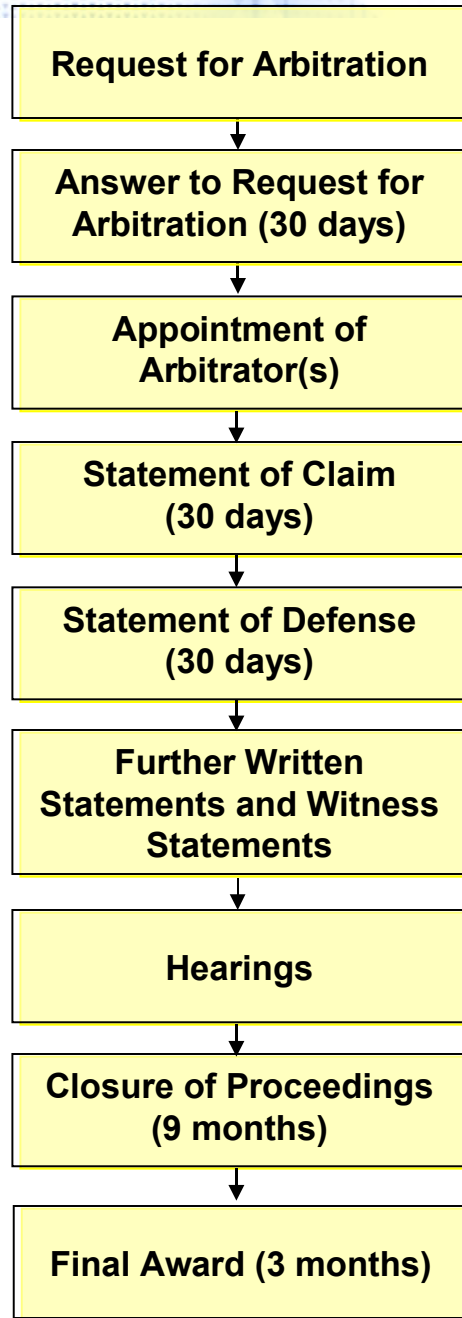 Request for Arbitration
Answer to Request for
Arbitration (30 days)
Appointment of
Arbitrator(s)
Statement of Claim
(30 days)
Statement of Defense
(30 days)
Further Written
Statements and Witness
Statements
Hearings
Closure of Proceedings
(9 months)
Final Award (3 months)